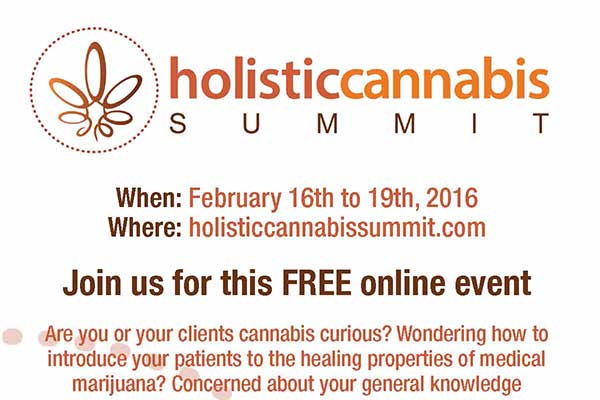 holisticcannabis
SUMMIT
When: February 16th to 19th, 2016
Where: holisticcannabissummit.com
Join us for this FREE online event
Are you or your clients cannabis curious? Wondering how to
introduce your patients to the healing properties of medical
marijuana? Concerned about your general knowledge